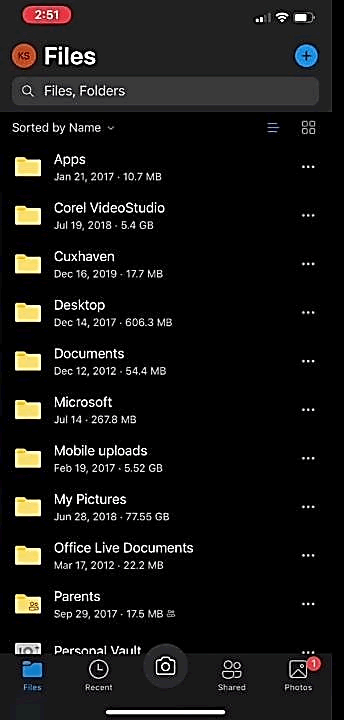 2:51
KS
Files
Files, Folders
Sorted by Name
Apps
Jan 21, 2017 · 10.7 MB
Corel VideoStudio
Jul 19, 2018 · 5.4 GB
Cuxhaven
Dec 16, 2019 · 17.7 MB
Desktop
Dec 14, 2017 · 606.3 MB
Documents
Dec 12, 2012 · 54.4 MB
Microsoft
Jul 14 · 267.8 MB
Mobile uploads
Feb 19, 2017 · 5.52 GB
My Pictures
Jun 28, 2018 · 77.55 GB
Office Live Documents
Mar 17, 2012 · 22.2 MB
Parents
Sep 29, 2017 · 17.5 MB
Personal Vault
1
Files
Recent
Shared
Photos